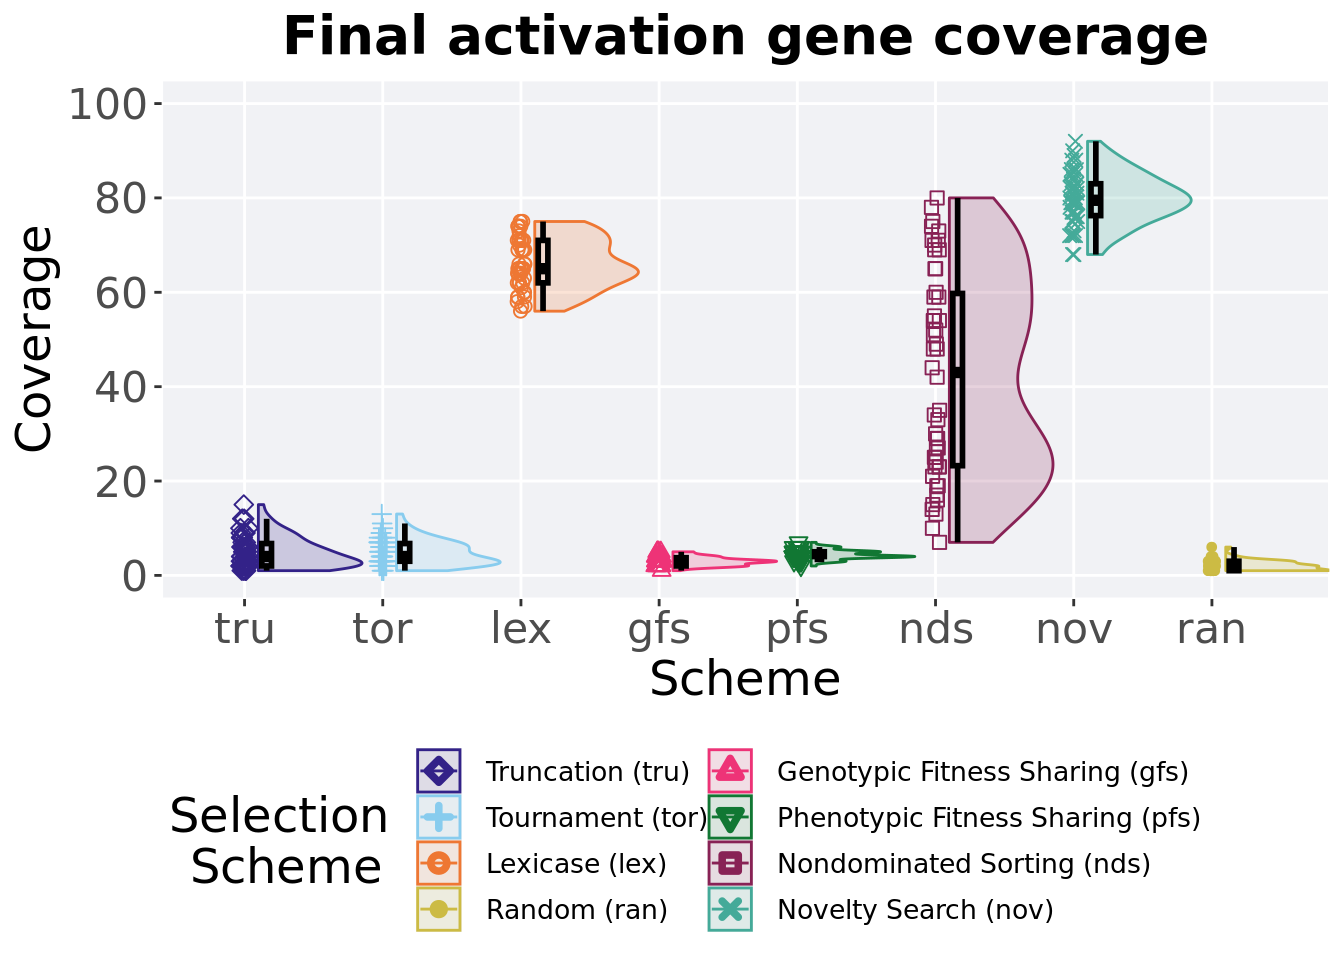 Final activation gene coverage
100
80
60
40
20
0
Coverage
tru tor lex gfs pfs nds nov ran
Scheme
Selection
Scheme
Truncation (tru)
Tournament (tor)
Lexicase (lex)
Random (ran)
Genotypic Fitness Sharing (gfs)
Phenotypic Fitness Sharing (pfs)
Nondominated Sorting (nds)
Novelty Search (nov)